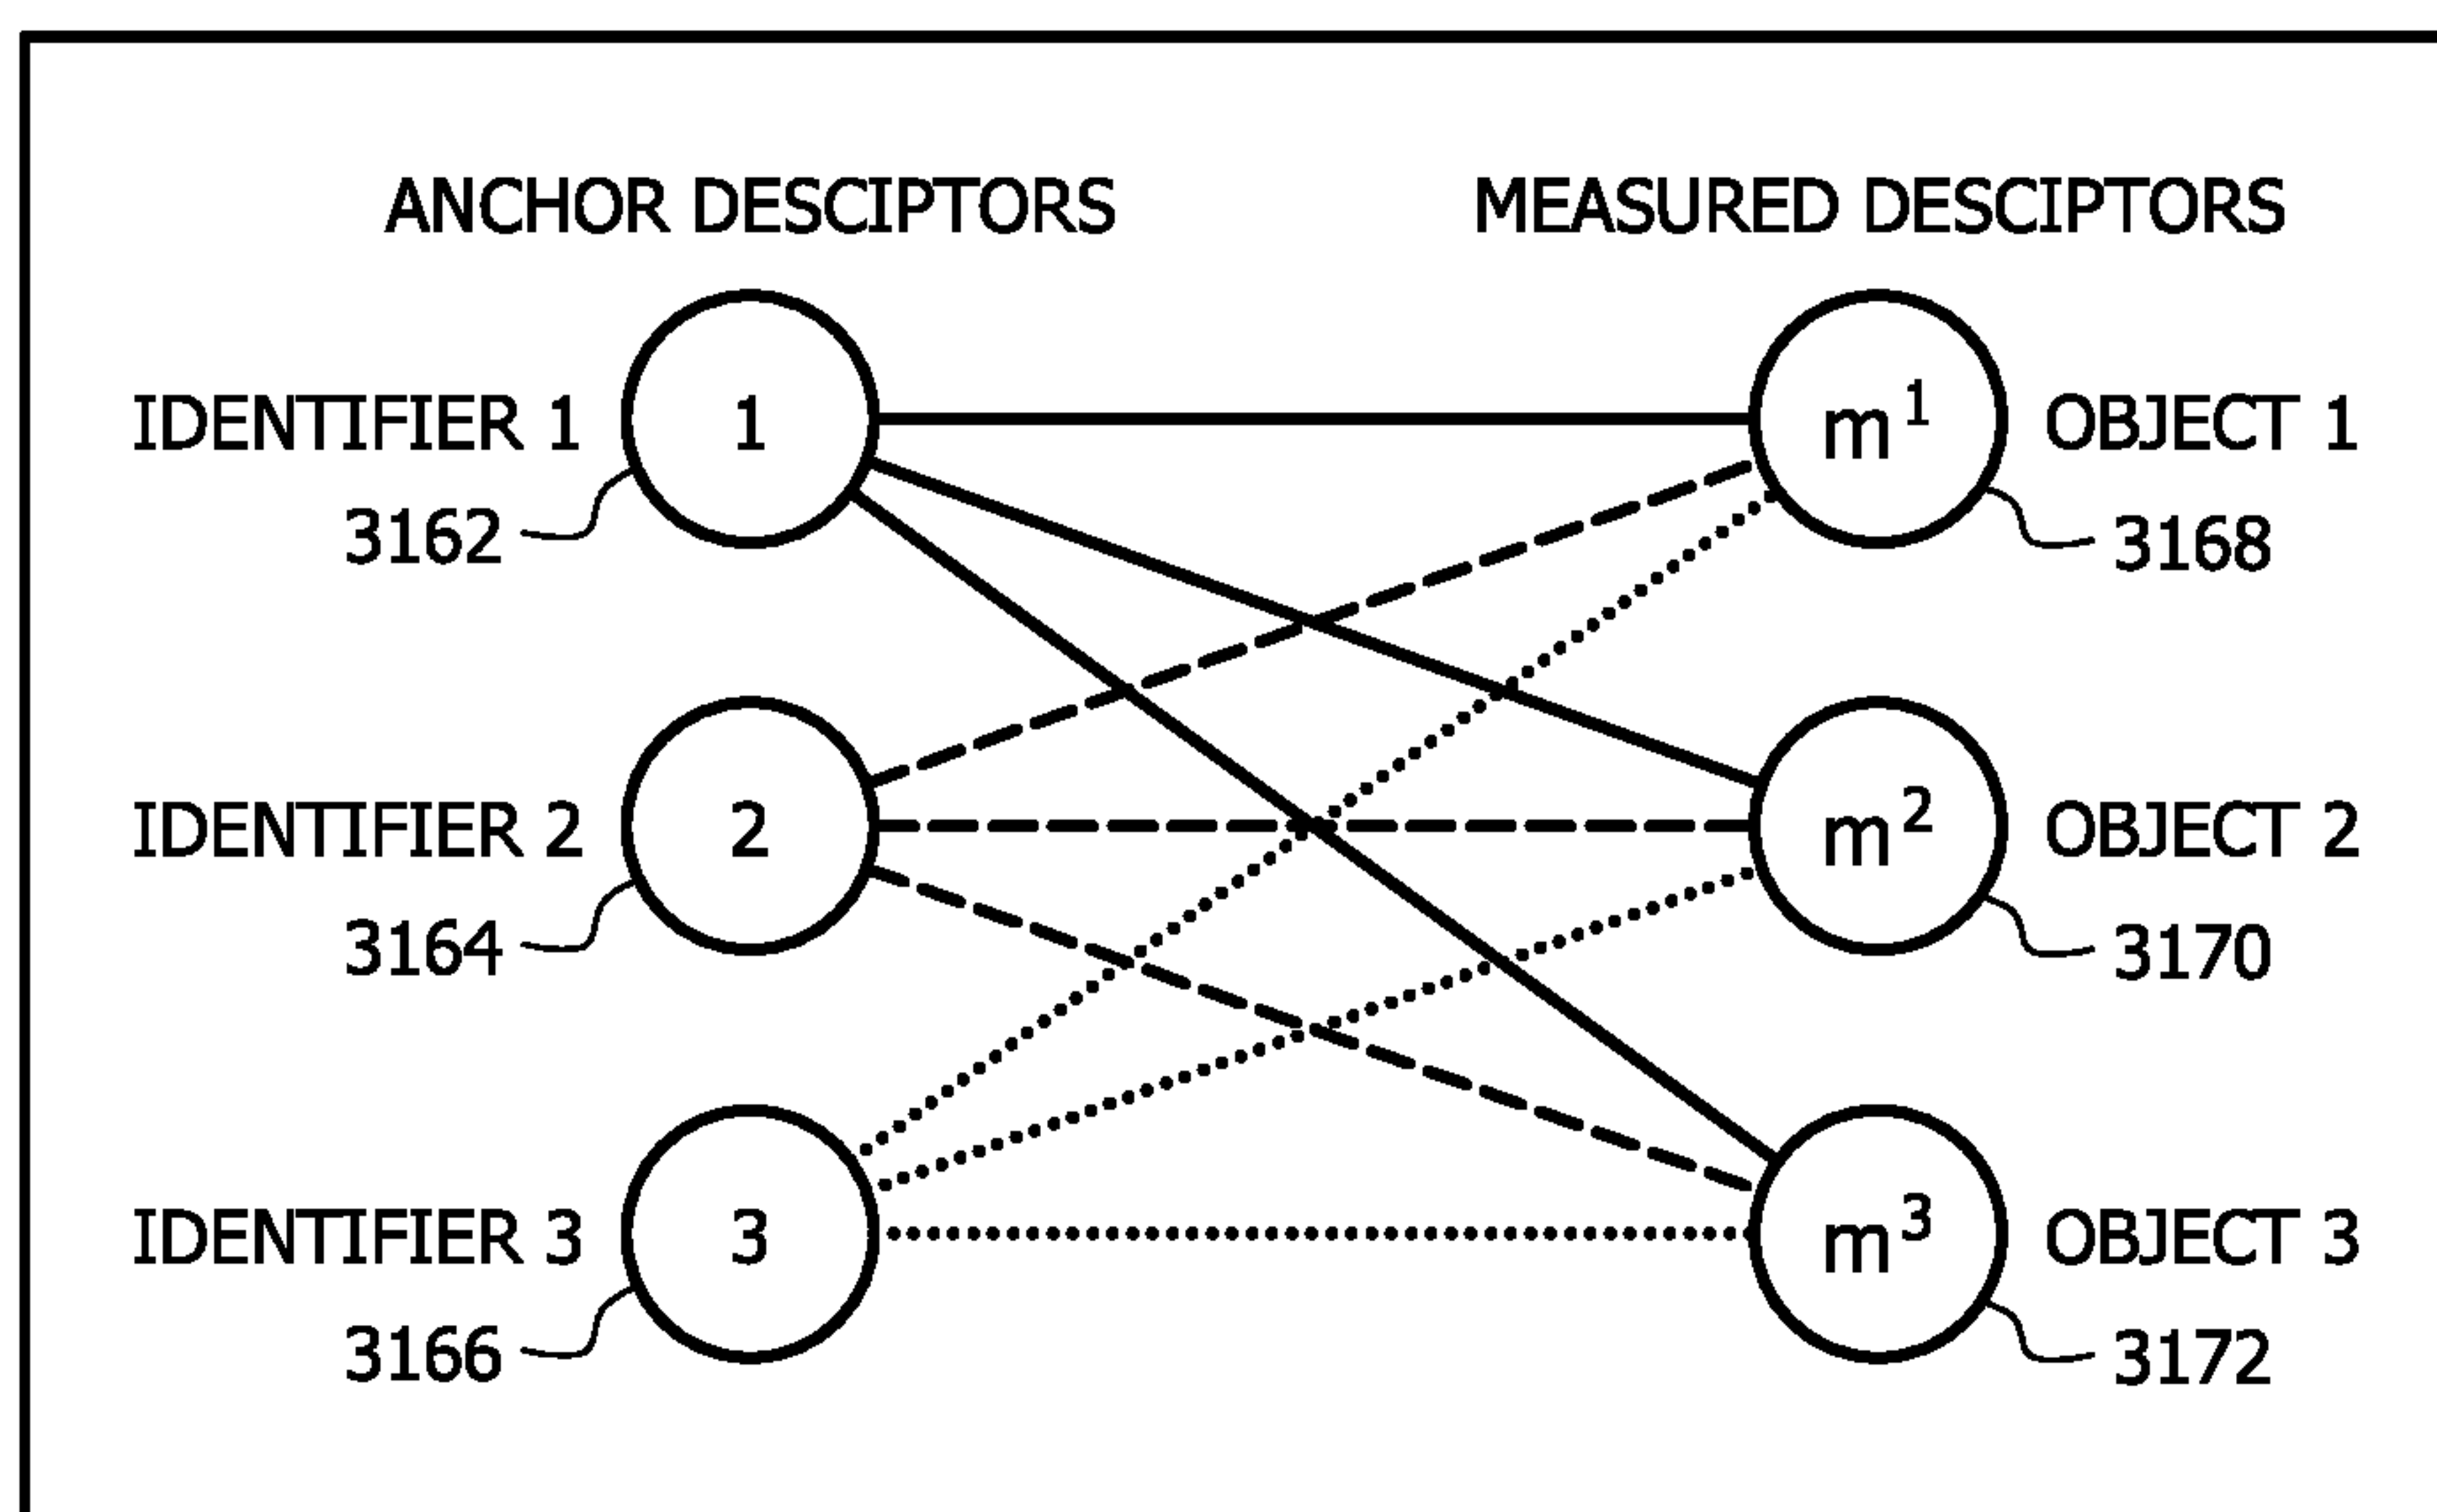 ANCHOR DESCIPTORS
MEASURED DESCIPTORS
IDENTIFIER 1
1
m¹
OBJECT 1
3162
3168
IDENTIFIER 2
2
m²
OBJECT 2
3164
3170
IDENTIFIER 3
3
m³
OBJECT 3
3166
3172